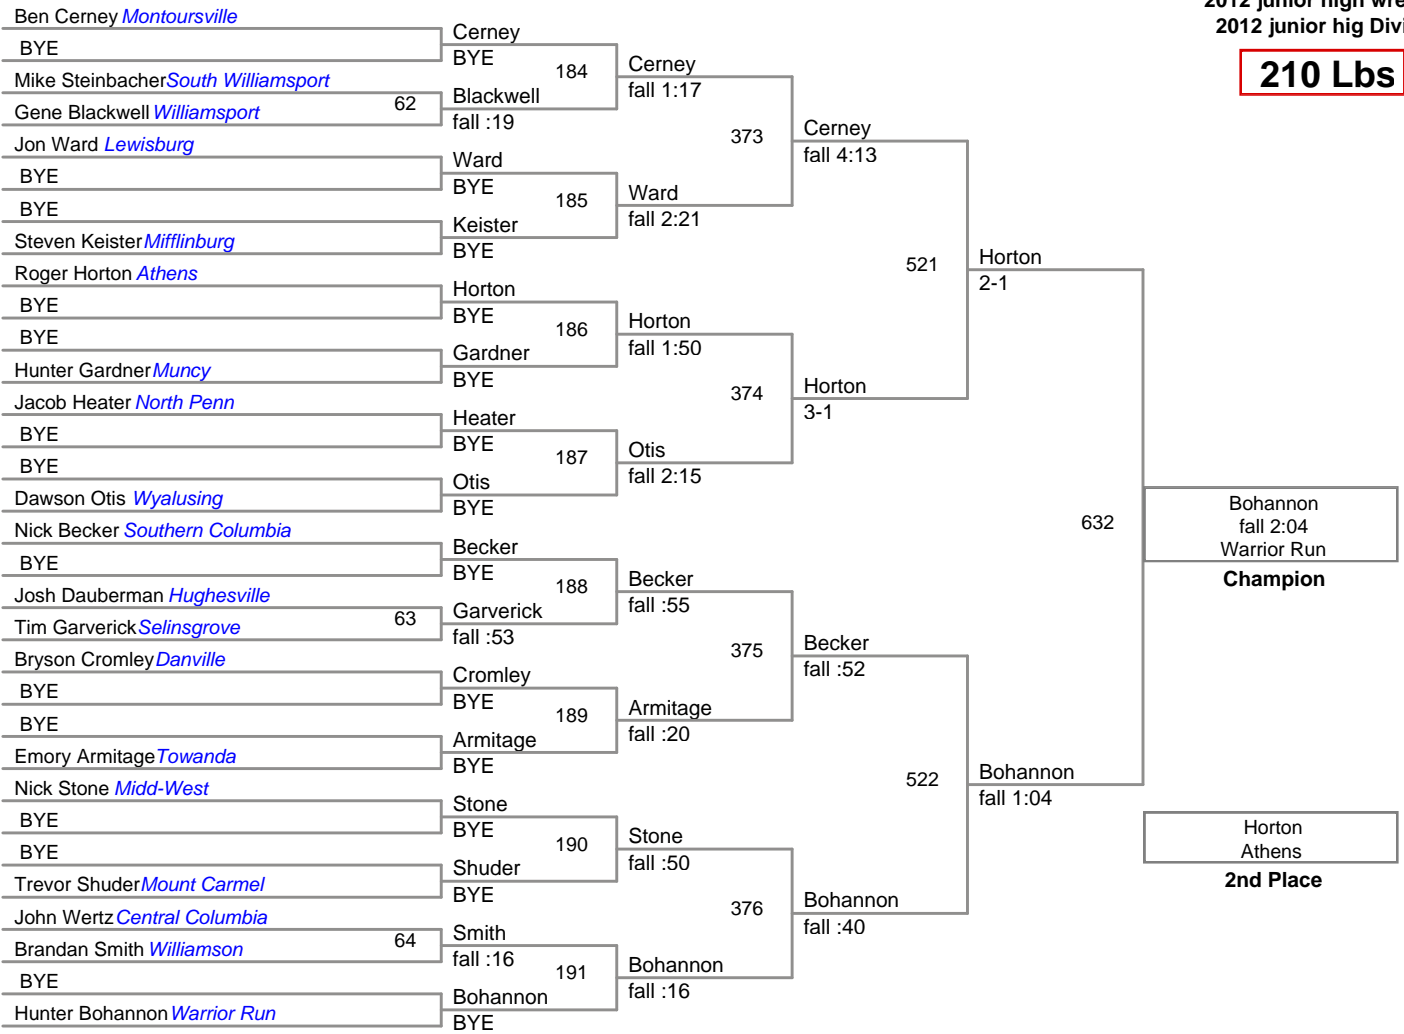 2012 junior high wre
2012 junior hig Divi
210 Lbs
Ben Cerney Montoursville
BYE
Mike Steinbacher South Williamsport
Gene Blackwell Williamsport
Jon Ward Lewisburg
BYE
BYE
Steven Keister Mifflinburg
Roger Horton Athens
BYE
BYE
Hunter Gardner Muncy
Jacob Heater North Penn
BYE
BYE
Dawson Otis Wyalusing
Nick Becker Southern Columbia
BYE
Josh Dauberman Hughesville
Tim Garverick Selinsgrove
Bryson Cromley Danville
BYE
BYE
Emory Armitage Towanda
Nick Stone Midd-West
BYE
BYE
Trevor Shuder Mount Carmel
John Wertz Central Columbia
Brandan Smith Williamson
BYE
Hunter Bohannon Warrior Run
62
63
64
Cerney
BYE
Blackwell
fall :19
Ward
BYE
Keister
BYE
Horton
BYE
Gardner
BYE
Heater
BYE
Otis
BYE
Becker
BYE
Garverick
fall :53
Cromley
BYE
Armitage
BYE
Stone
BYE
Shuder
BYE
Smith
fall :16
Bohannon
BYE
184
185
186
187
188
189
190
191
Cerney
fall 1:17
Ward
fall 2:21
Horton
fall 1:50
Otis
fall 2:15
Becker
fall :55
Armitage
fall :20
Stone
fall :50
Bohannon
fall :16
373
374
375
376
Cerney
fall 4:13
Horton
3-1
Becker
fall :52
Bohannon
fall :40
521
522
Horton
2-1
Bohannon
fall 1:04
632
Bohannon
fall 2:04
Warrior Run
Champion
Horton
Athens
2nd Place